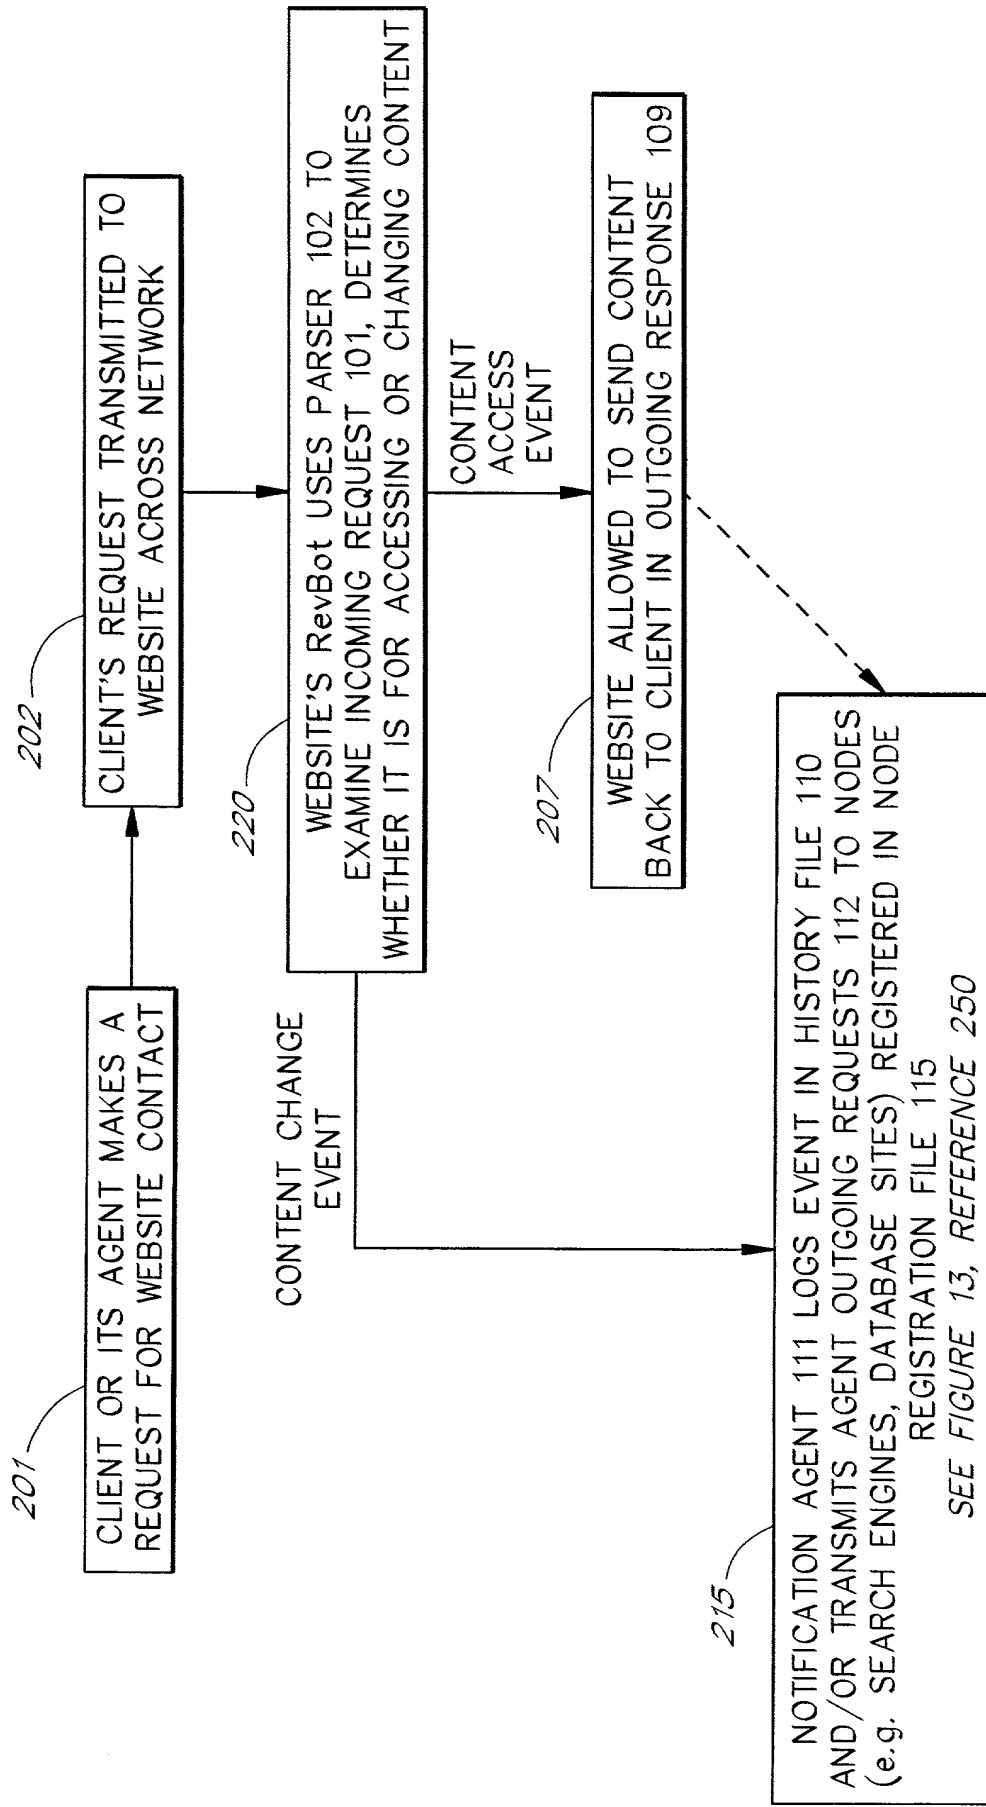 201
CLIENT OR ITS AGENT MAKES A
REQUEST FOR WEBSITE CONTACT
202
CLIENT'S REQUEST TRANSMITTED TO
WEBSITE ACROSS NETWORK
220
WEBSITE'S RevBot USES PARSER 102 TO
EXAMINE INCOMING REQUEST 101, DETERMINES
WHETHER IT IS FOR ACCESSING OR CHANGING CONTENT
CONTENT CHANGE
EVENT
CONTENT
ACCESS
EVENT
207
WEBSITE ALLOWED TO SEND CONTENT
BACK TO CLIENT IN OUTGOING RESPONSE 109
215
NOTIFICATION AGENT 111 LOGS EVENT IN HISTORY FILE 110
AND/OR TRANSMITS AGENT OUTGOING REQUESTS 112 TO NODES
(e.g. SEARCH ENGINES, DATABASE SITES) REGISTERED IN NODE
REGISTRATION FILE 115
SEE FIGURE 13, REFERENCE 250